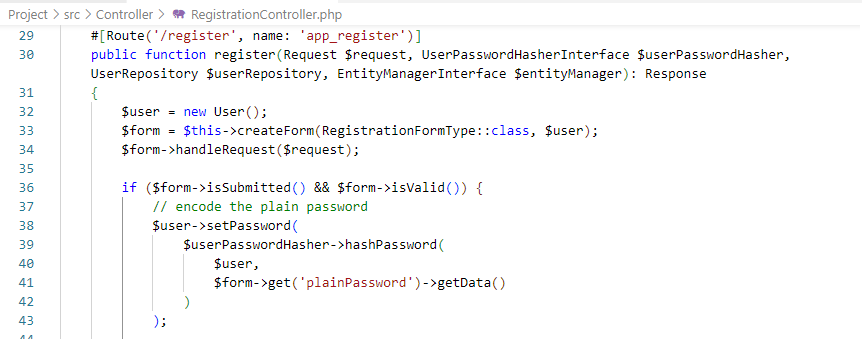 Project > src > Controller > RegistrationController.php
29 #[Route('/register', name: 'app_register')]
30 public function register(Request $request, UserPasswordHasherInterface $userPasswordHasher,
UserRepository $userRepository, EntityManagerInterface $entityManager): Response
31 {
32 $user = new User();
33 $form = $this->createForm(RegistrationFormType::class, $user);
34 $form->handleRequest($request);
35
36 if ($form->isSubmitted() && $form->isValid()) {
37 // encode the plain password
38 $user->setPassword(
39 $userPasswordHasher->hashPassword(
40 $user,
41 $form->get('plainPassword')->getData()
42 )
43 );
44